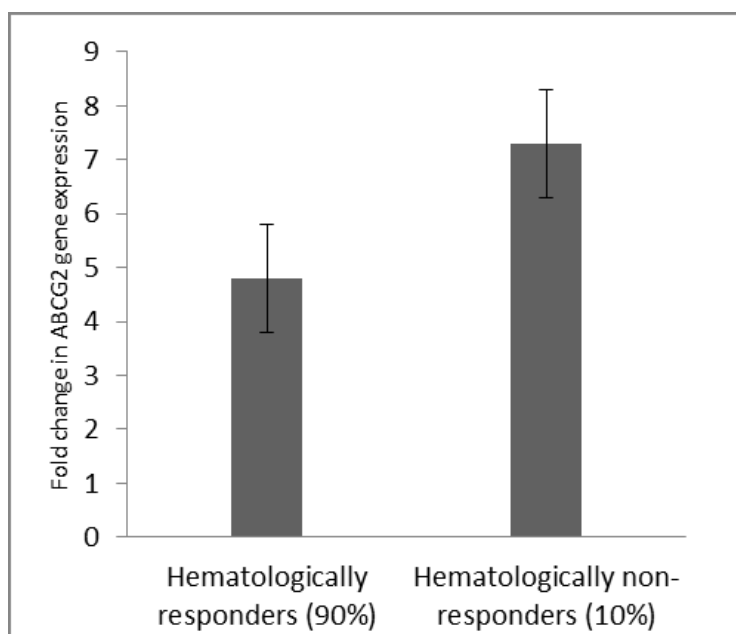 Fold change in ABCG2 gene expression
9
8
7
6
5
4
3
2
1
0
Hematologically
responders (90%)
Hematologically non-
responders (10%)